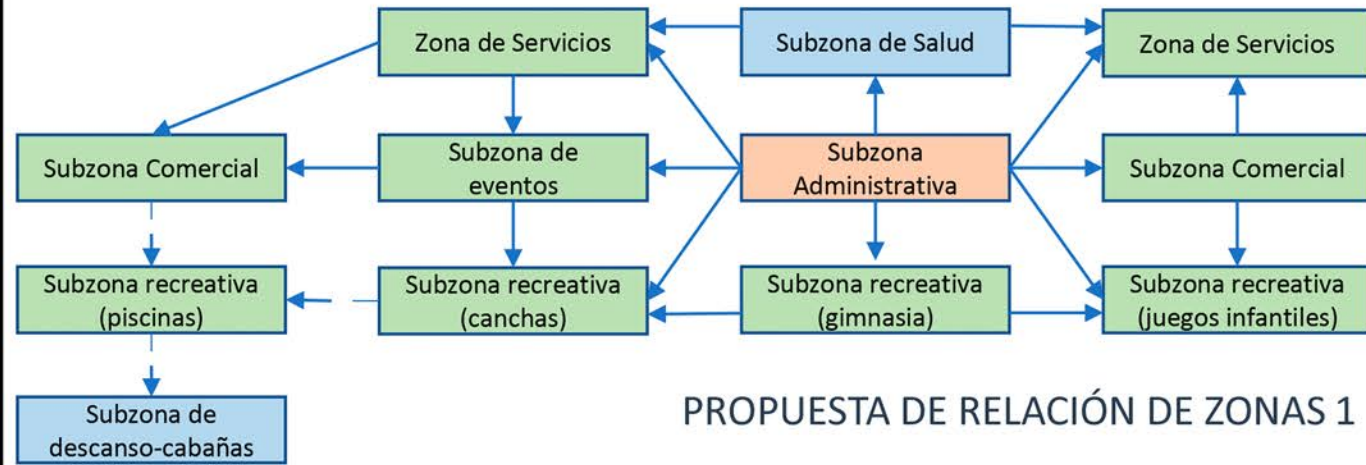 Zona de Servicios
Subzona de Salud
Zona de Servicios
Subzona Comercial
Subzona de
eventos
Subzona
Administrativa
Subzona Comercial
Subzona recreativa
(piscinas)
Subzona recreativa
(canchas)
Subzona recreativa
(gimnasia)
Subzona recreativa
(juegos infantiles)
Subzona de
descanso-cabañas
PROPUESTA DE RELACIÓN DE ZONAS 1